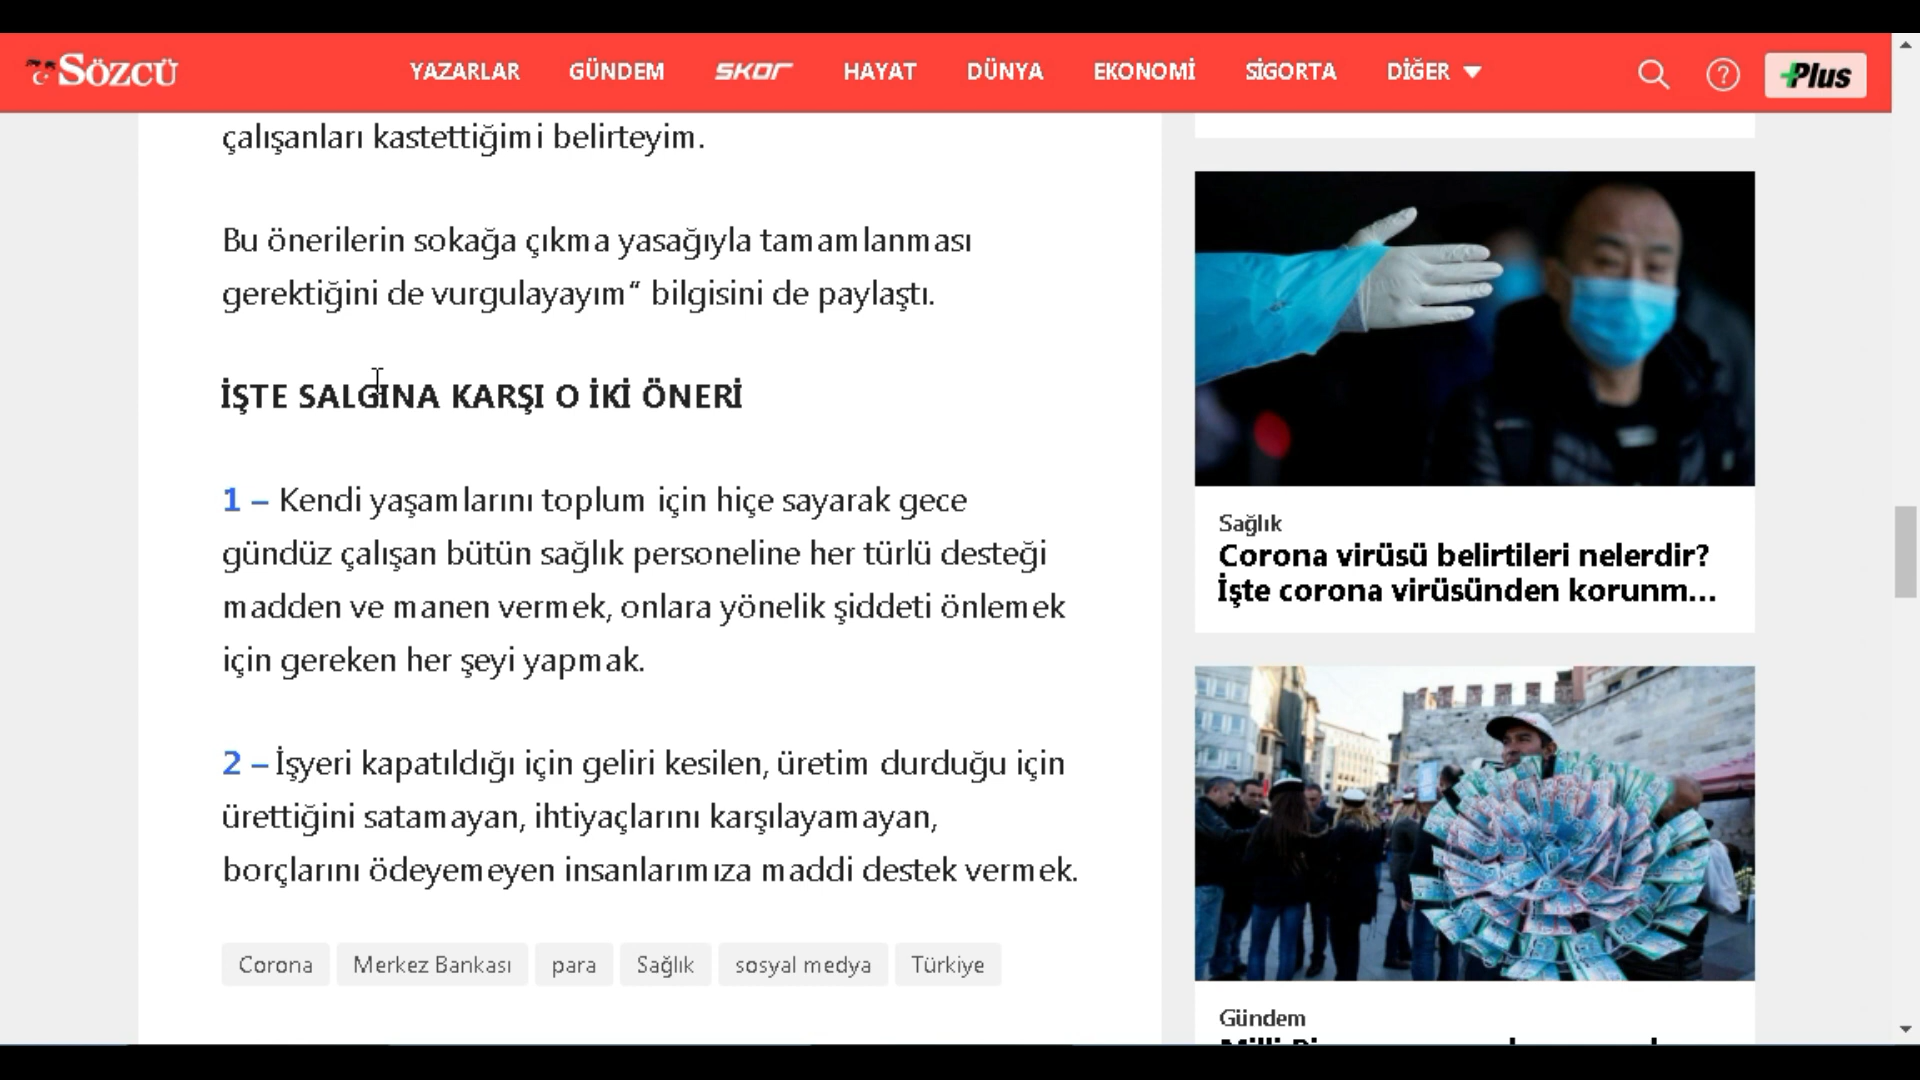 SÖZCÜ
YAZARLAR GÜNDEM SKOR HAYAT DÜNYA EKONOMİ SİGORTA DİĞER
Plus
çalışanları kastettiğimi belirteyim.
Bu önerilerin sokağa çıkma yasağıyla tamamlanması
gerektiğini de vurgulayayım“ bilgisini de paylaştı.
İŞTE SALGINA KARŞI O İKİ ÖNERİ
1 – Kendi yaşamlarını toplum için hiçe sayarak gece
gündüz çalışan bütün sağlık personeline her türlü desteği
madden ve manen vermek, onlara yönelik şiddeti önlemek
için gereken her şeyi yapmak.
2 – İşyeri kapatıldığı için geliri kesilen, üretim durduğu için
ürettiğini satamayan, ihtiyaçlarını karşılayamayan,
borçlarını ödeyemeyen insanlarımıza maddi destek vermek.
Corona Merkez Bankası para Sağlık sosyal medya Türkiye
Sağlık
Corona virüsü belirtileri nelerdir?
İşte corona virüsünden korunm...
Gündem